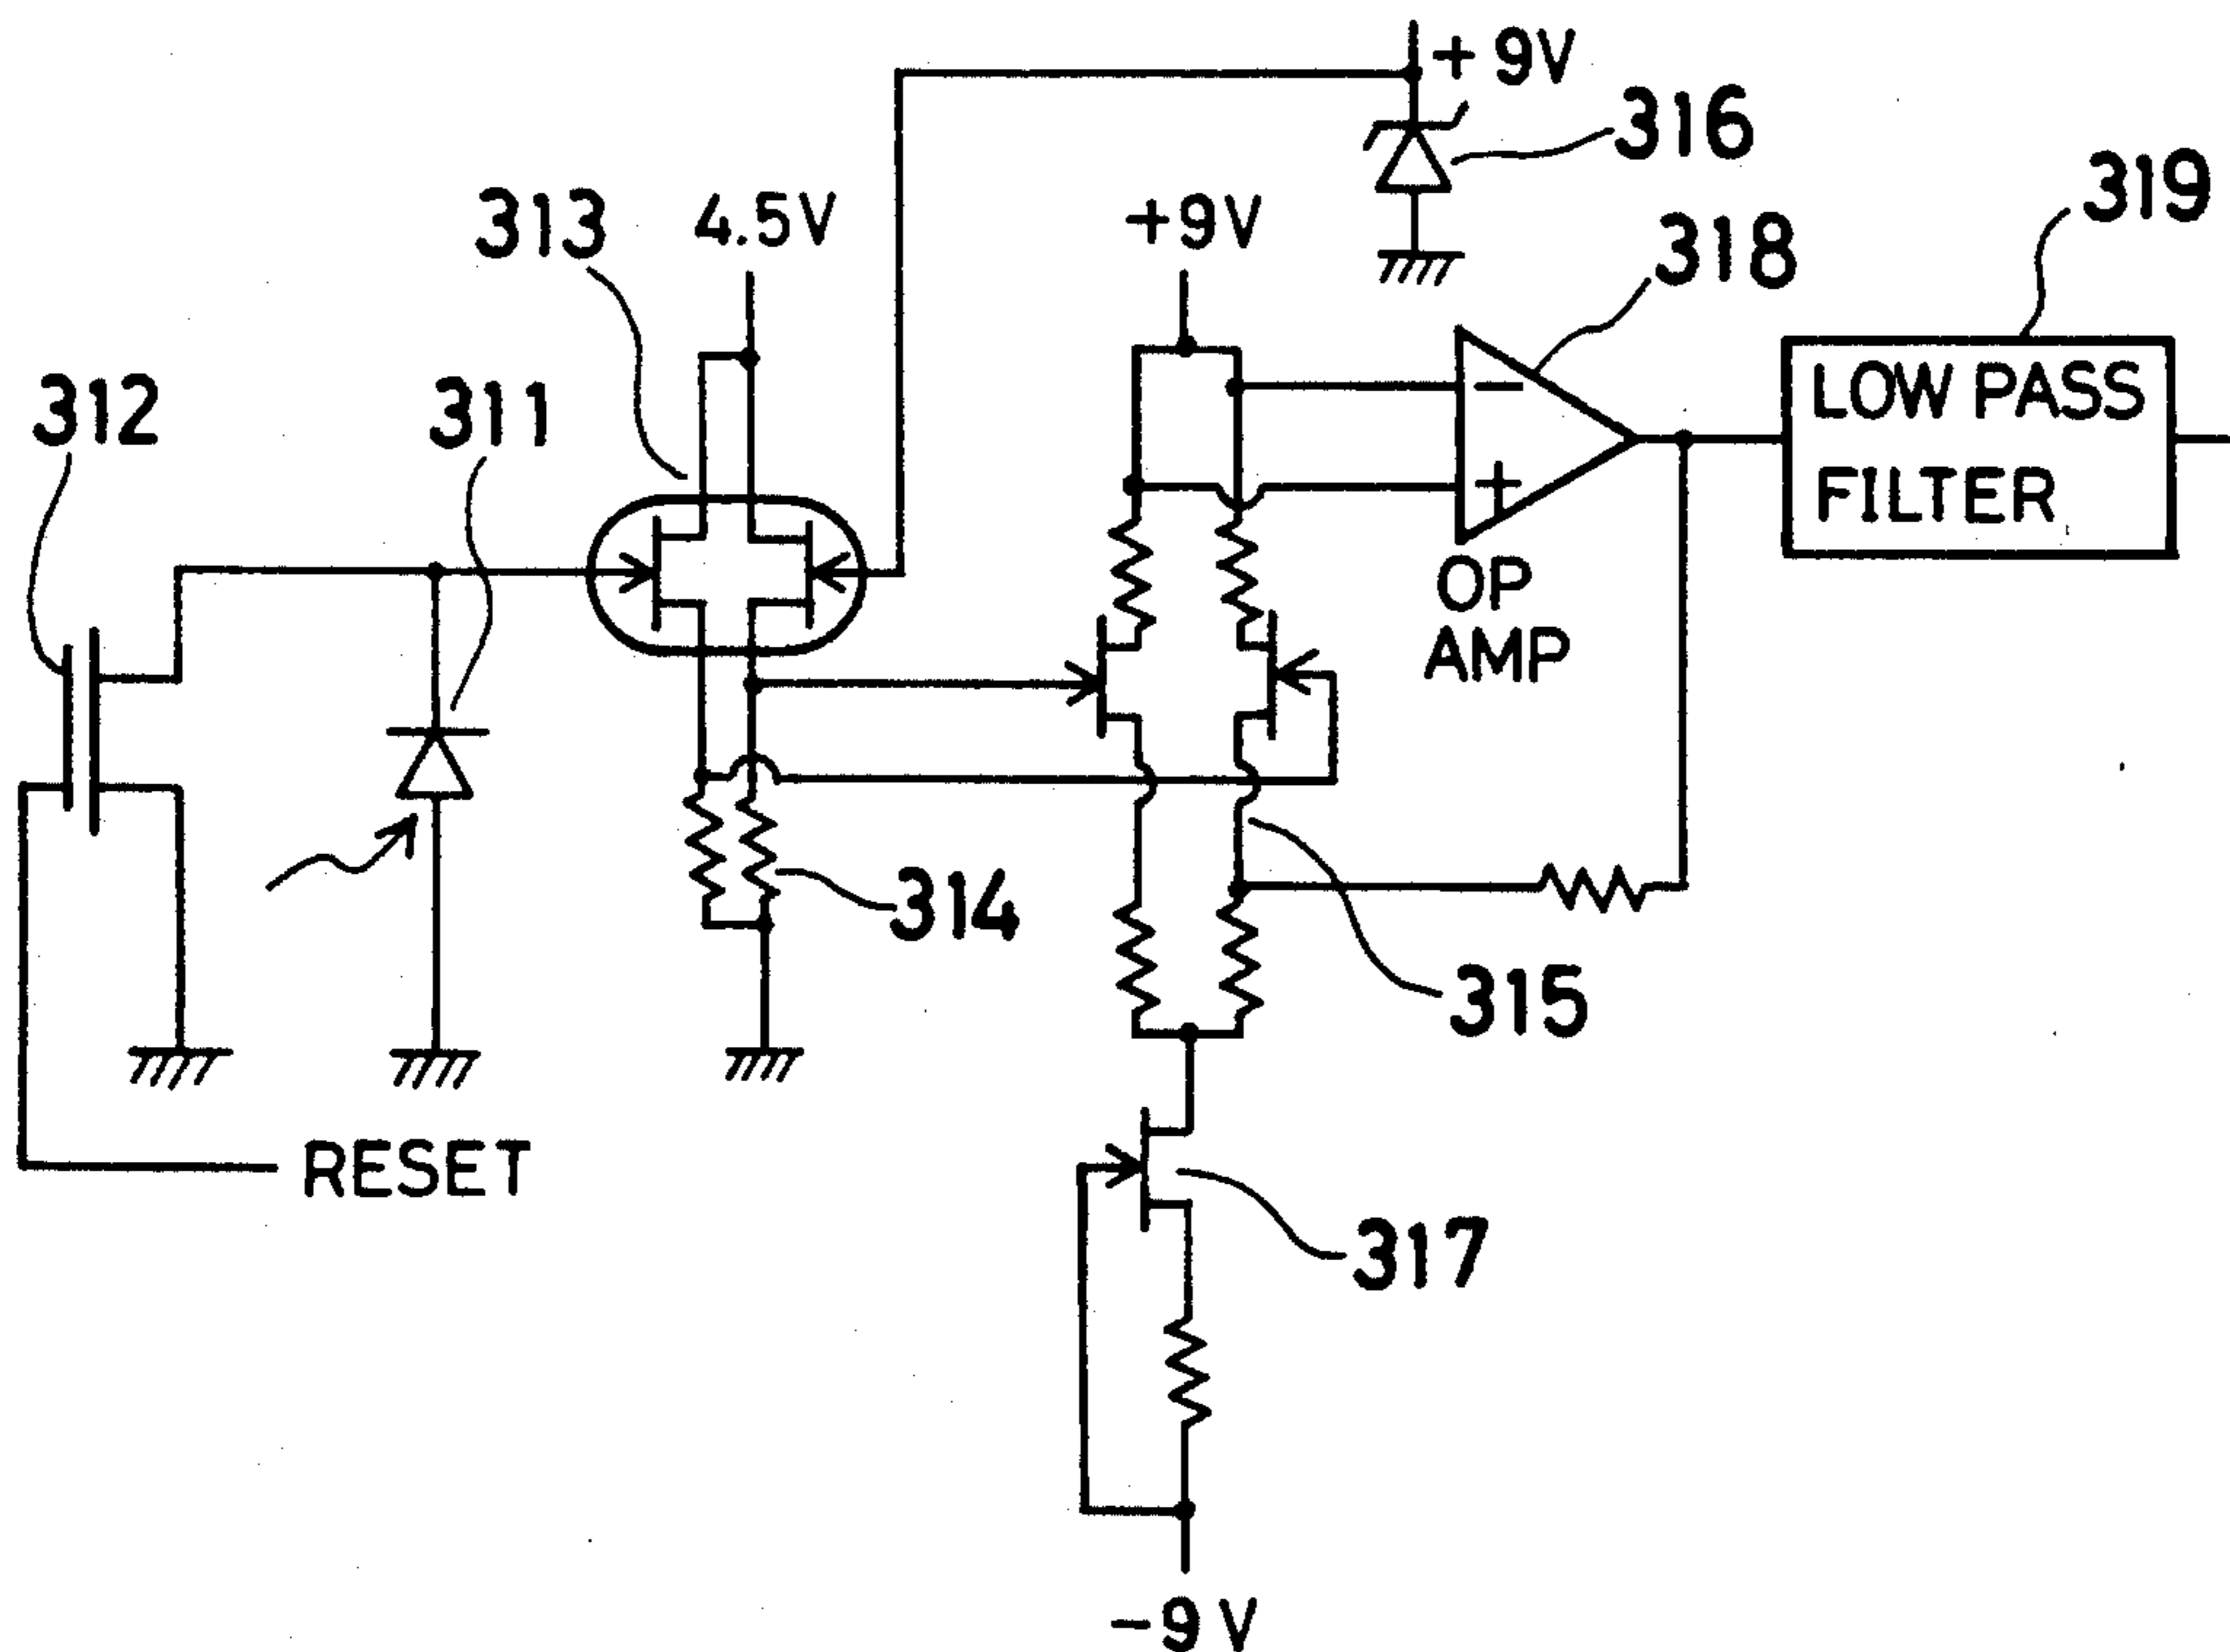 +9V
316
319
313
4.5V
+9V
318
312
311
LOW PASS
FILTER
−
+
OP
AMP
314
315
RESET
317
-9V